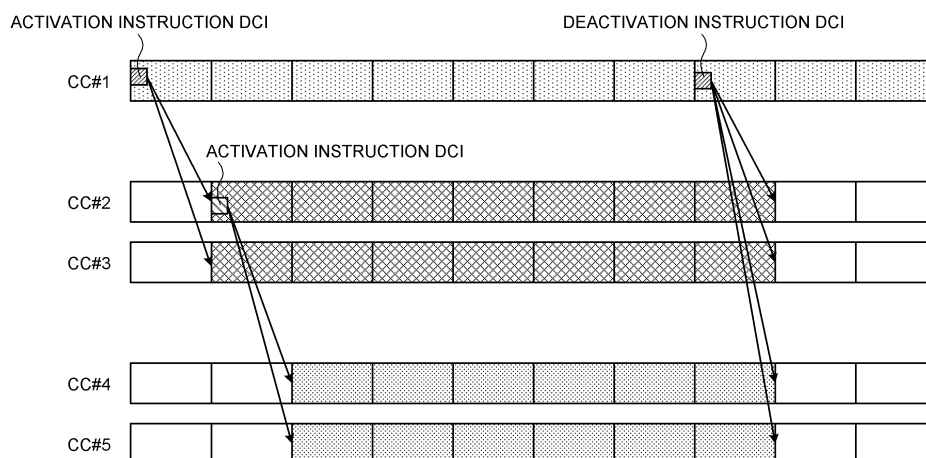 ACTIVATION INSTRUCTION DCI
DEACTIVATION INSTRUCTION DCI
CC#1
ACTIVATION INSTRUCTION DCI
CC#2
CC#3
CC#4
CC#5